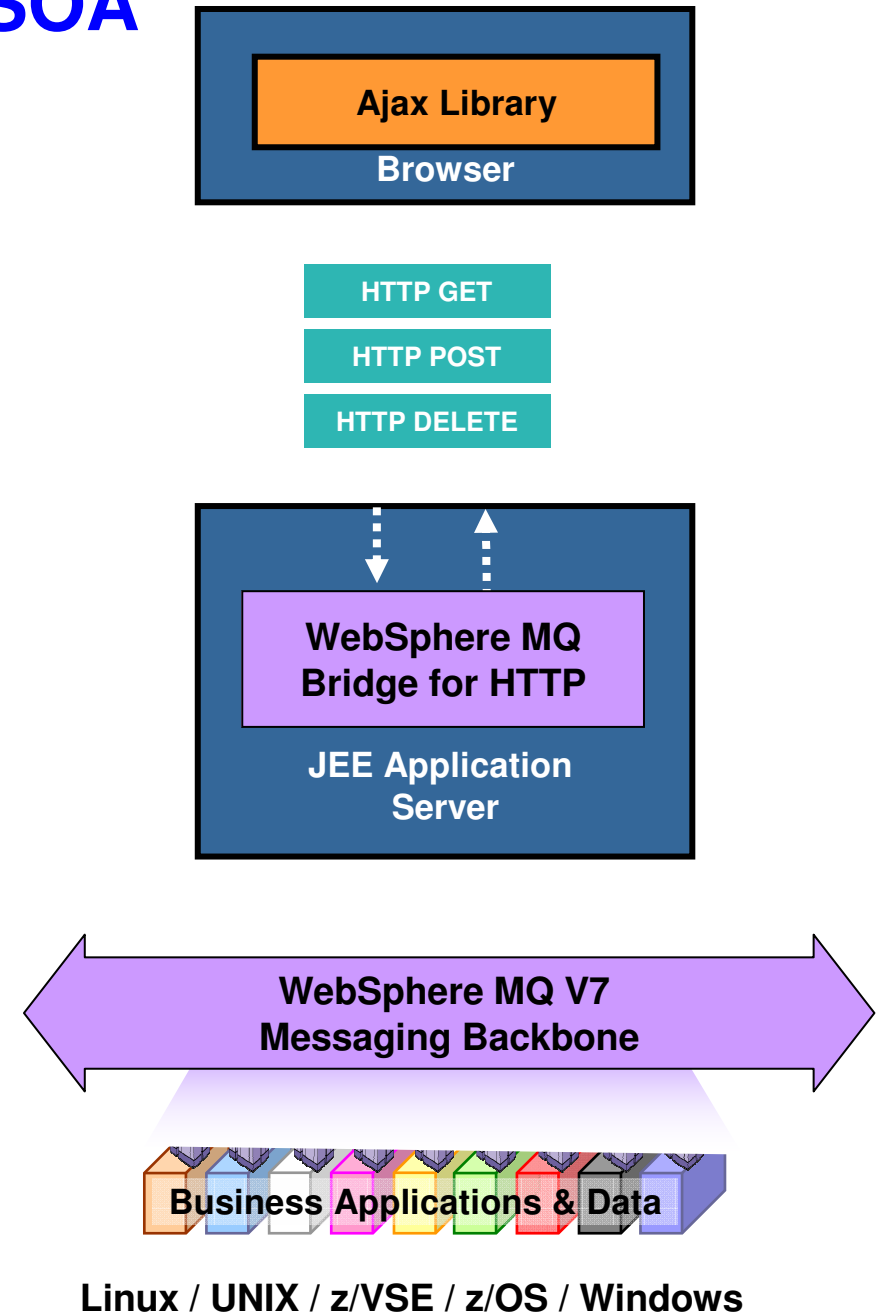 SOA
Ajax Library
Browser
HTTP GET
HTTP POST
HTTP DELETE
WebSphere MQ
Bridge for HTTP
JEE Application
Server
WebSphere MQ V7
Messaging Backbone
Business Applications & Data
Linux / UNIX / z/VSE / z/OS / Windows